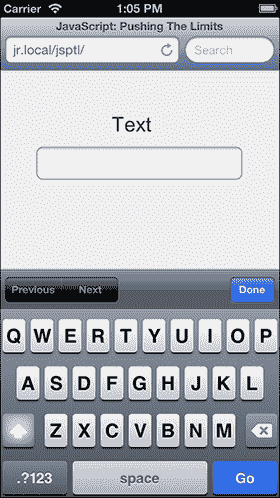 Carrier 1:05 PM
JavaScript: Pushing The Limits
jr.local/jsptl/ Search
Text
Previous Next Done
Q W E R T Y U I O P
A S D F G H J K L
Z X C V B N M
.?123 space Go